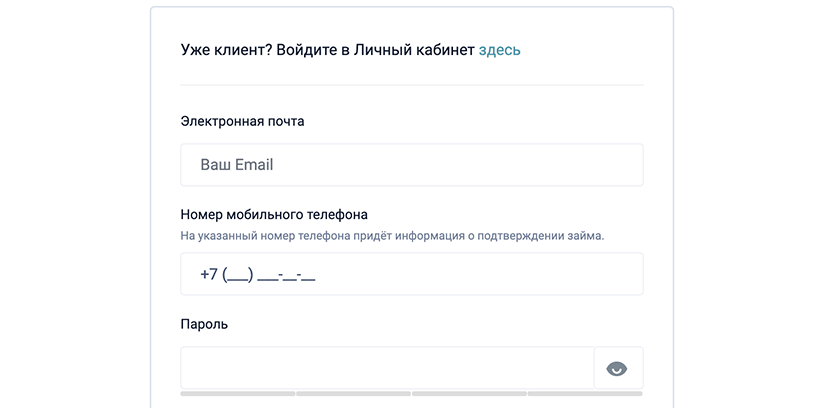 Уже клиент? Войдите в Личный кабинет здесь
Электронная почта
Ваш Email
Номер мобильного телефона
На указанный номер телефона придёт информация о подтверждении займа.
+7 (___) ___-__-__
Пароль